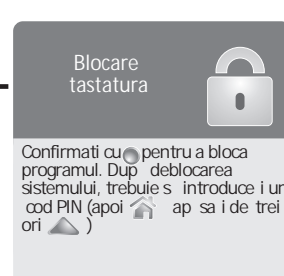 Blocare
tastatura
Confirmati cu pentru a bloca
programul. Dup deblocarea
sistemului, trebuie s introduce i un
cod PIN (apoi ap sa i de trei
ori )